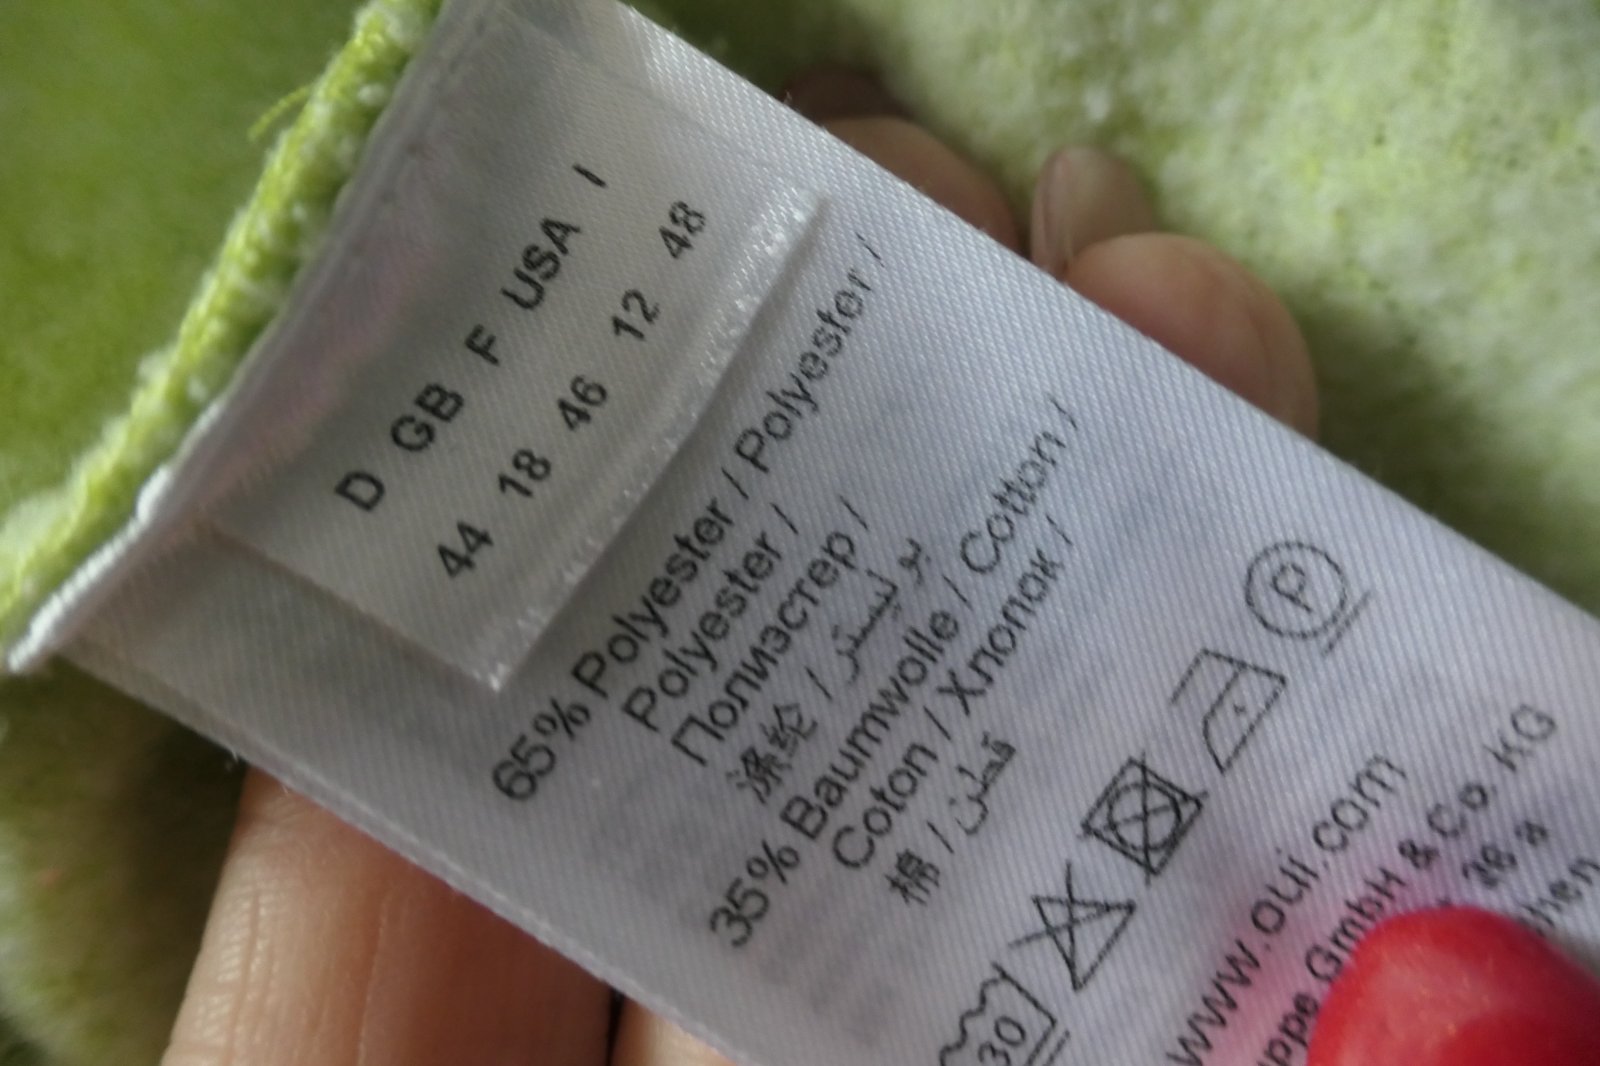 D GB F USA I
44 18 46 12 48
65% Polyester / Polyester /
Polyester /
Полиэстер /
涤纶 / بوليستر
35% Baumwolle / Cotton /
Coton / Хлопок /
棉 / قطن
30 P
www.oui.com
GmbH & Co. KG